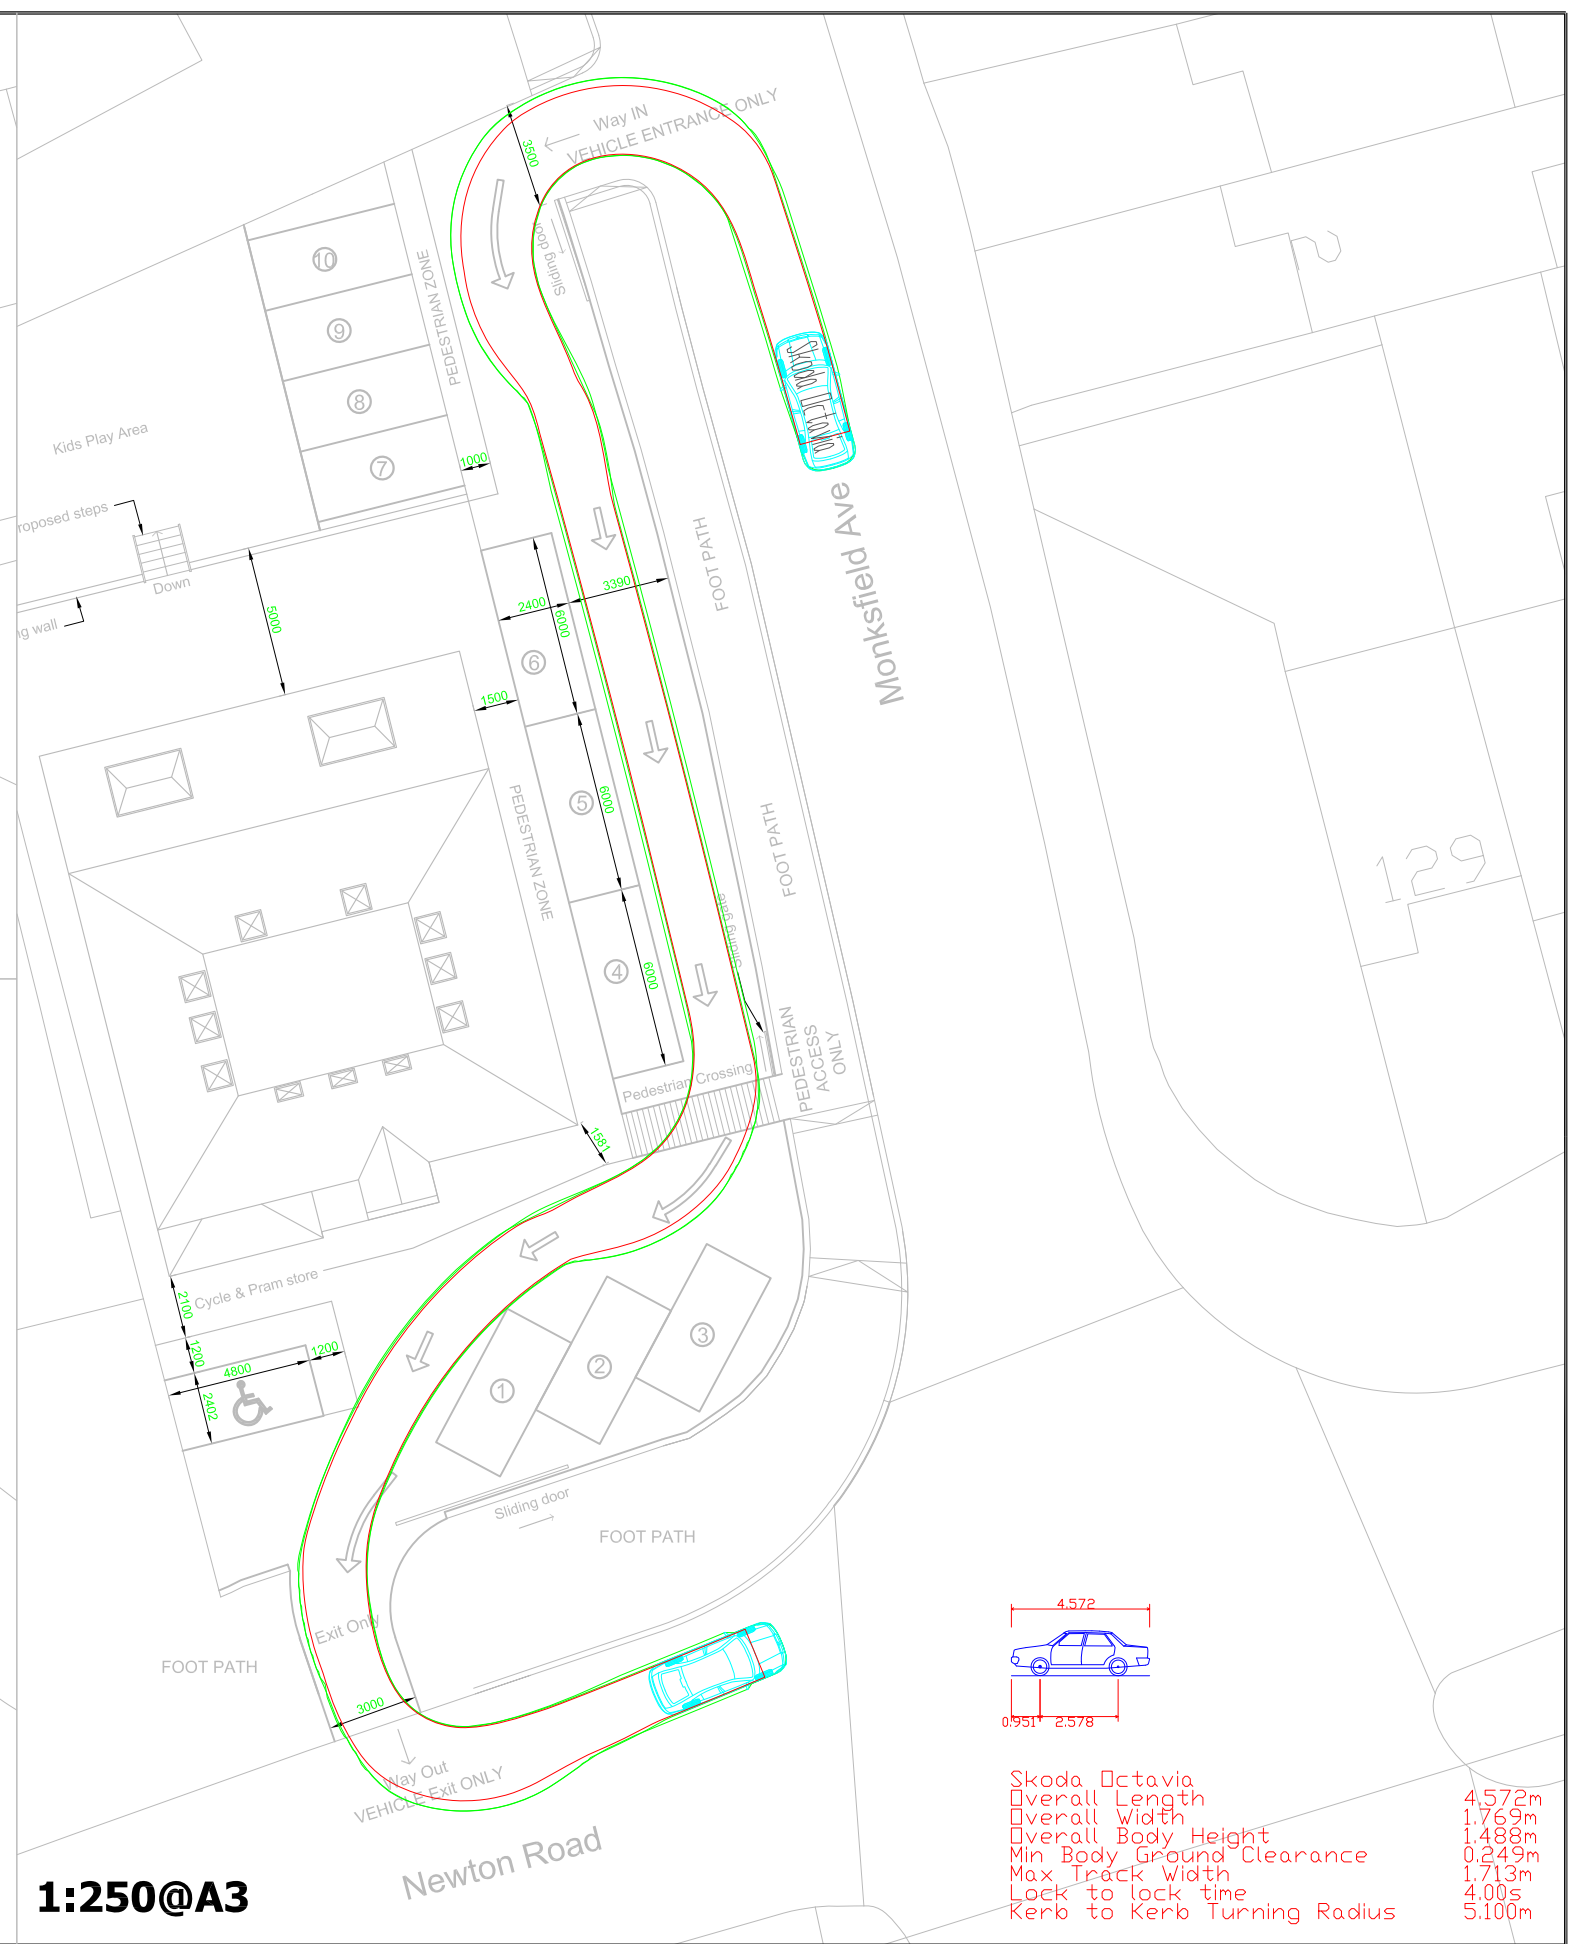 Way IN
VEHICLE ENTRANCE ONLY
3500
Sliding door
10
9
8
7
PEDESTRIAN ZONE
1000
Kids Play Area
roposed steps
Down
ng wall
5000
Skoda Octavia
Monksfield Ave
FOOT PATH
3390
2400
6000
6
1500
5
6000
PEDESTRIAN ZONE
FOOT PATH
Sliding gate
4
6000
129
PEDESTRIAN
ACCESS
ONLY
Pedestrian Crossing
1581
Cycle & Pram store
2100
1200
4800
1200
2402
1
2
3
Sliding door
FOOT PATH
Exit Only
FOOT PATH
3000
Way Out
VEHICLE Exit ONLY
Newton Road
1:250@A3
4.572
0.951
2.578
Skoda Octavia
Overall Length 4.572m
Overall Width 1.769m
Overall Body Height 1.488m
Min Body Ground Clearance 0.249m
Max Track Width 1.713m
Lock to lock time 4.00s
Kerb to Kerb Turning Radius 5.100m